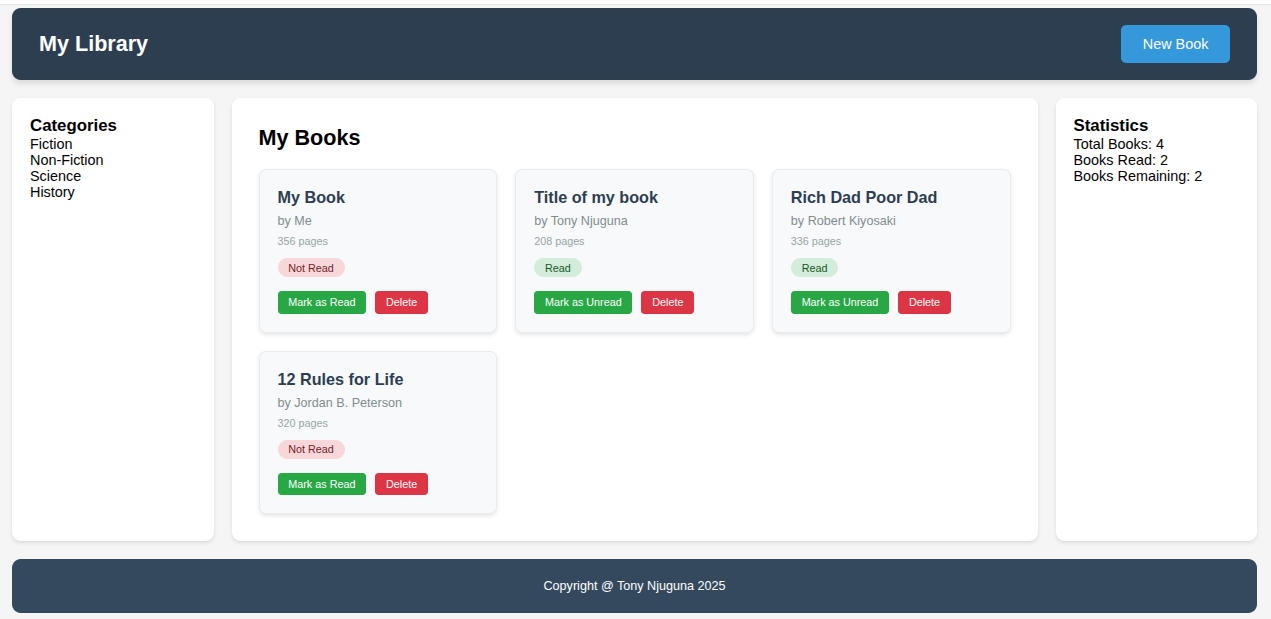 My Library
New Book
Categories
Fiction
Non-Fiction
Science
History
My Books
My Book
by Me
356 pages
Not Read
Mark as Read
Delete
Title of my book
by Tony Njuguna
208 pages
Read
Mark as Unread
Delete
Rich Dad Poor Dad
by Robert Kiyosaki
336 pages
Read
Mark as Unread
Delete
12 Rules for Life
by Jordan B. Peterson
320 pages
Not Read
Mark as Read
Delete
Statistics
Total Books: 4
Books Read: 2
Books Remaining: 2
Copyright @ Tony Njuguna 2025